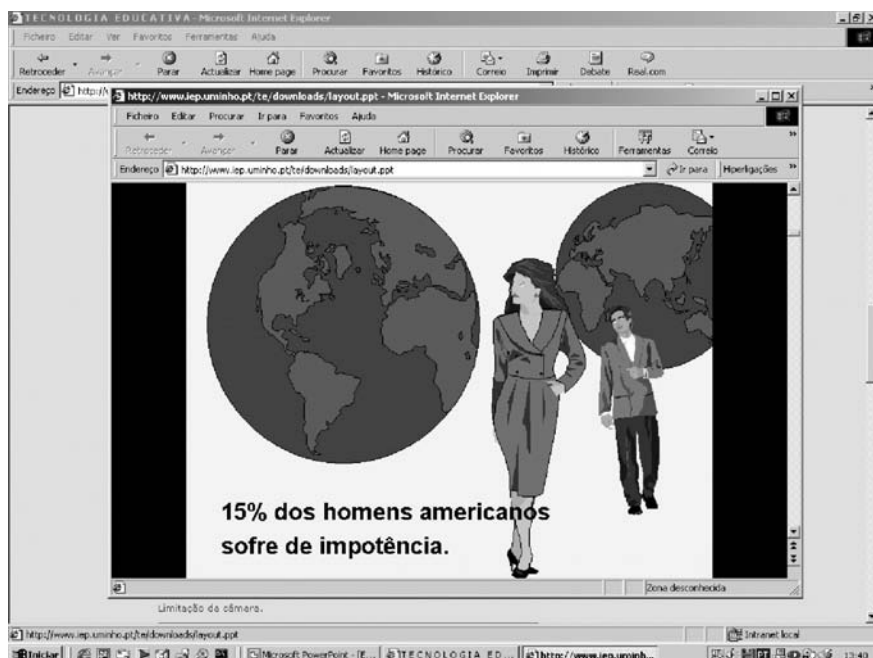 TECNOLOGIA EDUCATIVA - Microsoft Internet Explorer
Ficheiro Editar Ver Favoritos Ferramentas Ajuda
Retroceder Avançar Parar Actualizar Home page Procurar Favoritos Histórico Correio Imprimir Debate Real.com
Endereço http://
http://www.iep.uminho.pt/te/downloads/layout.ppt - Microsoft Internet Explorer
Ficheiro Editar Procurar Ir para Favoritos Ajuda
Retroceder Avançar Parar Actualizar Home page Procurar Favoritos Histórico Ferramentas Correio
Endereço http://www.iep.uminho.pt/te/downloads/layout.ppt Ir para Hiperligações
15% dos homens americanos
sofre de impotência.
Zona desconhecida
Limitação da câmara.
http://www.iep.uminho.pt/te/downloads/layout.ppt Intranet local
Iniciar Microsoft PowerPoint - [E... TECNOLOGIA ED... http://www.iep.uminh... 13:40